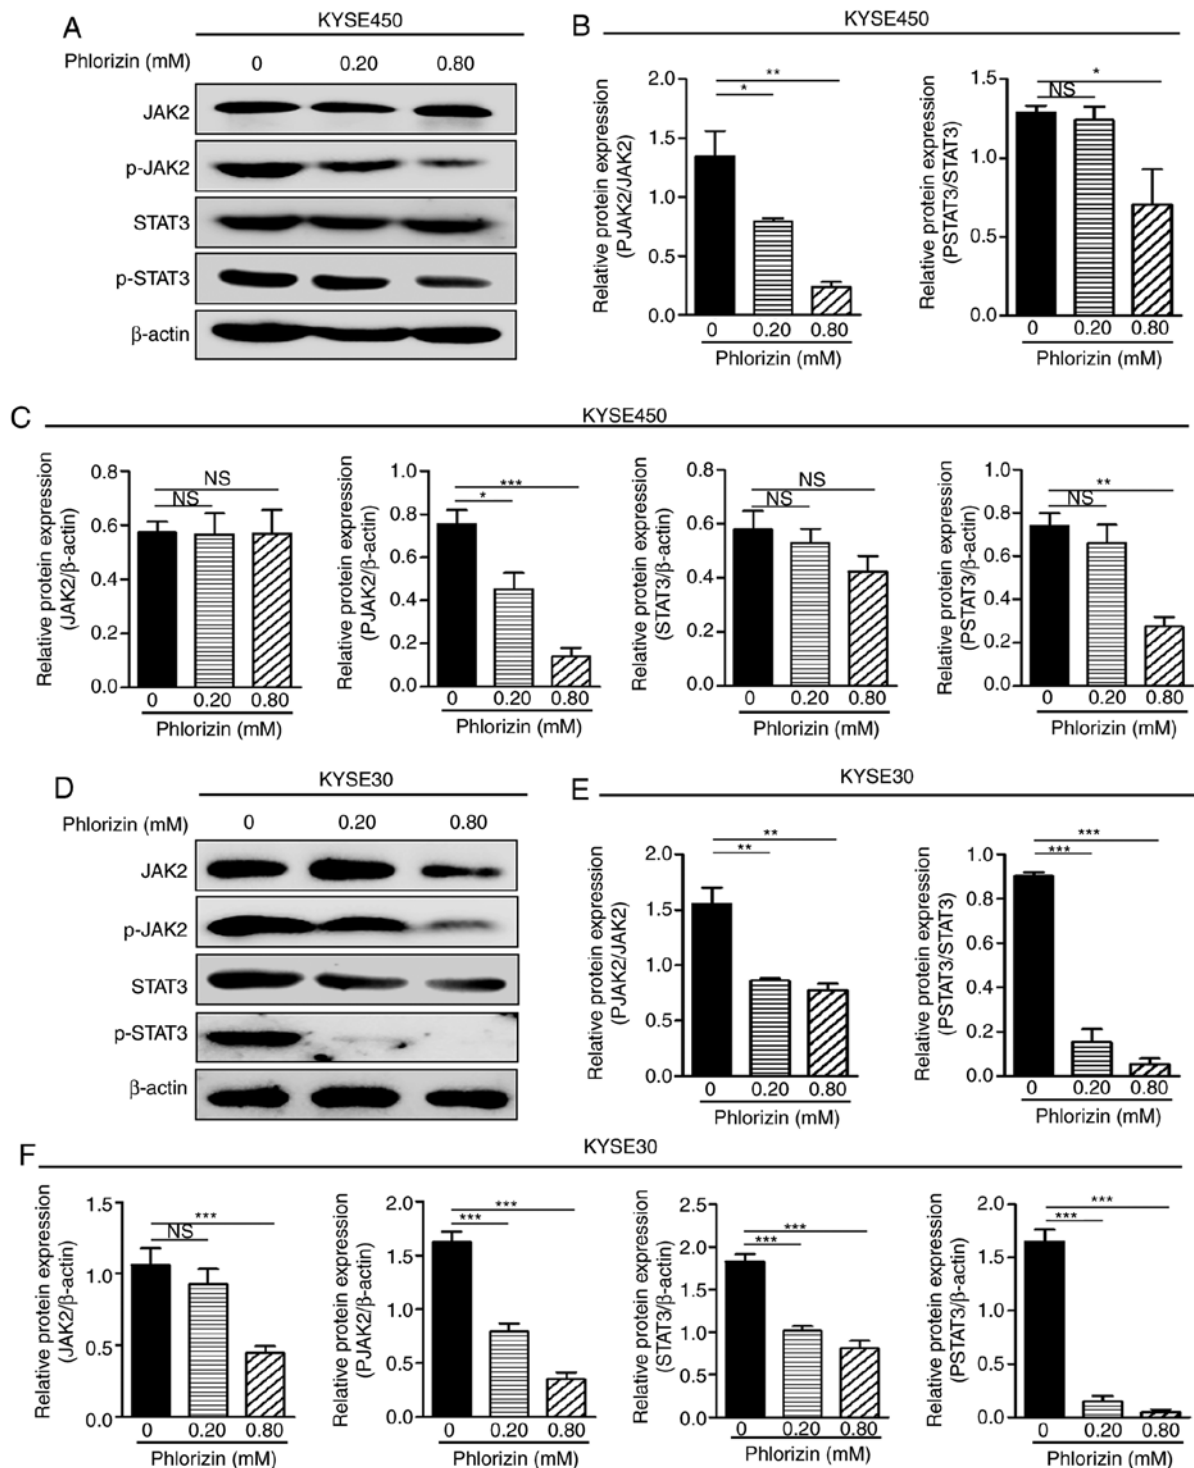 A
KYSE450
Phlorizin (mM) 0 0.20 0.80
JAK2
p-JAK2
STAT3
p-STAT3
β-actin
B
KYSE450
Relative protein expression
(PJAK2/JAK2)
2.0
1.5
1.0
0.5
0.0
**
*
0 0.20 0.80
Phlorizin (mM)
Relative protein expression
(PSTAT3/STAT3)
1.5
1.0
0.5
0.0
*
NS
0 0.20 0.80
Phlorizin (mM)
C
KYSE450
Relative protein expression
(JAK2/β-actin)
0.8
0.6
0.4
0.2
0.0
NS
NS
0 0.20 0.80
Phlorizin (mM)
Relative protein expression
(PJAK2/β-actin)
1.0
0.8
0.6
0.4
0.2
0.0
***
*
0 0.20 0.80
Phlorizin (mM)
Relative protein expression
(STAT3/β-actin)
0.8
0.6
0.4
0.2
0.0
NS
NS
0 0.20 0.80
Phlorizin (mM)
Relative protein expression
(PSTAT3/β-actin)
1.0
0.8
0.6
0.4
0.2
0.0
**
NS
0 0.20 0.80
Phlorizin (mM)
D
KYSE30
Phlorizin (mM) 0 0.20 0.80
JAK2
p-JAK2
STAT3
p-STAT3
β-actin
E
KYSE30
Relative protein expression
(PJAK2/JAK2)
2.0
1.5
1.0
0.5
0.0
**
**
0 0.20 0.80
Phlorizin (mM)
Relative protein expression
(PSTAT3/STAT3)
1.0
0.8
0.6
0.4
0.2
0.0
***
***
0 0.20 0.80
Phlorizin (mM)
F
KYSE30
Relative protein expression
(JAK2/β-actin)
1.5
1.0
0.5
0.0
***
NS
0 0.20 0.80
Phlorizin (mM)
Relative protein expression
(PJAK2/β-actin)
2.0
1.5
1.0
0.5
0.0
***
***
0 0.20 0.80
Phlorizin (mM)
Relative protein expression
(STAT3/β-actin)
2.5
2.0
1.5
1.0
0.5
0.0
***
***
0 0.20 0.80
Phlorizin (mM)
Relative protein expression
(PSTAT3/β-actin)
2.0
1.5
1.0
0.5
0.0
***
***
0 0.20 0.80
Phlorizin (mM)